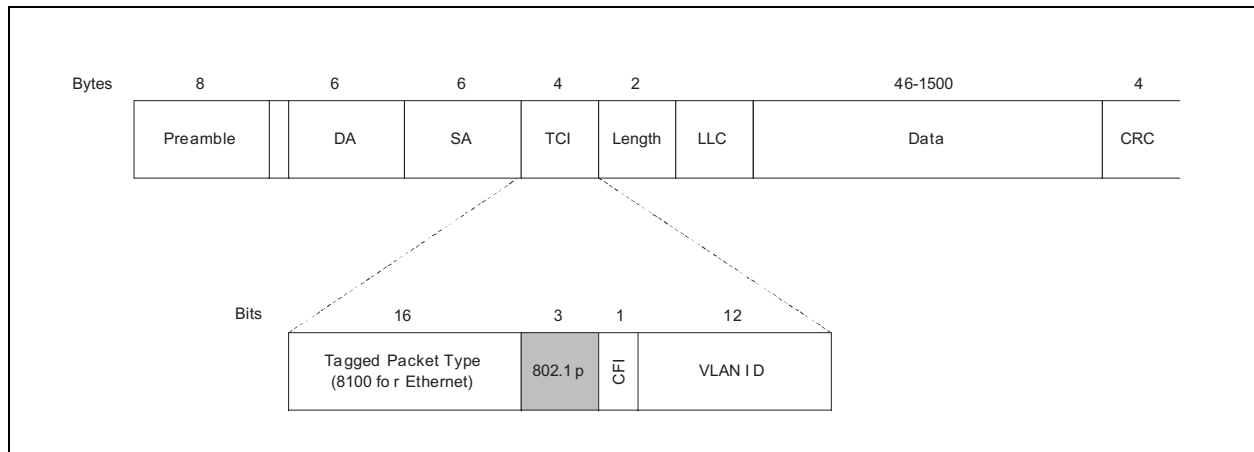 Bytes 8 6 6 4 2 46-1500 4
Preamble DA SA TCI Length LLC Data CRC
Bits 16 3 1 12
Tagged Packet Type
(8100 fo r Ethernet)
802.1 p CFI VLAN I D